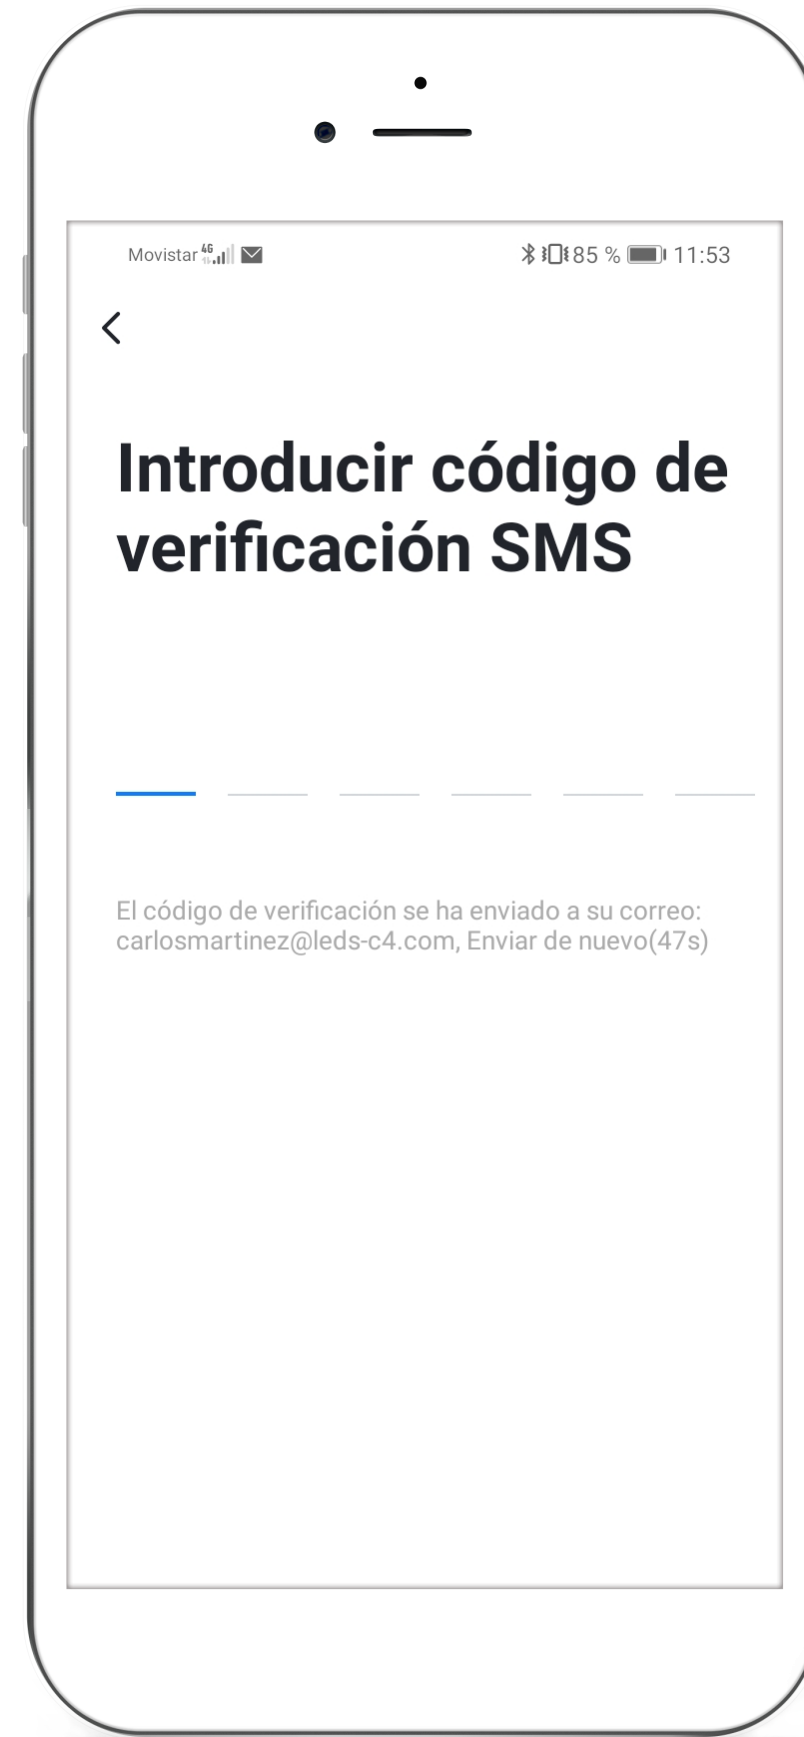 Movistar 4G 85 % 11:53
Introducir código de
verificación SMS
El código de verificación se ha enviado a su correo:
carlosmartinez@leds-c4.com, Enviar de nuevo(47s)